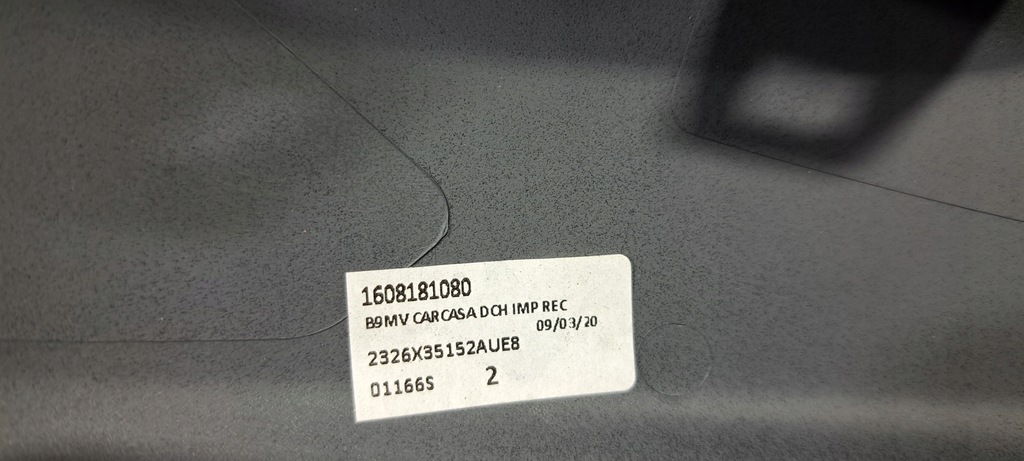 1608181080
B9MV CARCASA DCH IMP REC
09/03/20
2326X35152AUE8
01166S 2